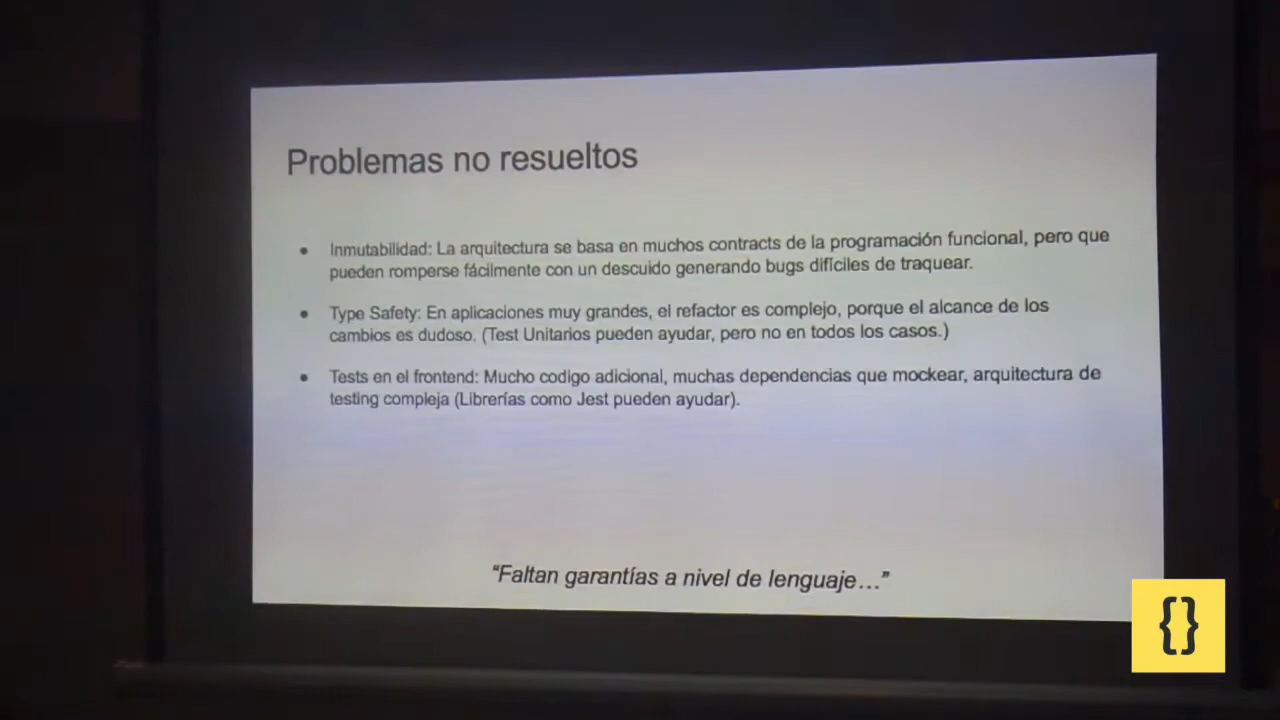 Problemas no resueltos
● Inmutabilidad: La arquitectura se basa en muchos contracts de la programación funcional, pero que
pueden romperse fácilmente con un descuido generando bugs difíciles de traquear.
● Type Safety: En aplicaciones muy grandes, el refactor es complejo, porque el alcance de los
cambios es dudoso. (Test Unitarios pueden ayudar, pero no en todos los casos.)
● Tests en el frontend: Mucho codigo adicional, muchas dependencias que mockear, arquitectura de
testing compleja (Librerías como Jest pueden ayudar).
“Faltan garantías a nivel de lenguaje…”
{}